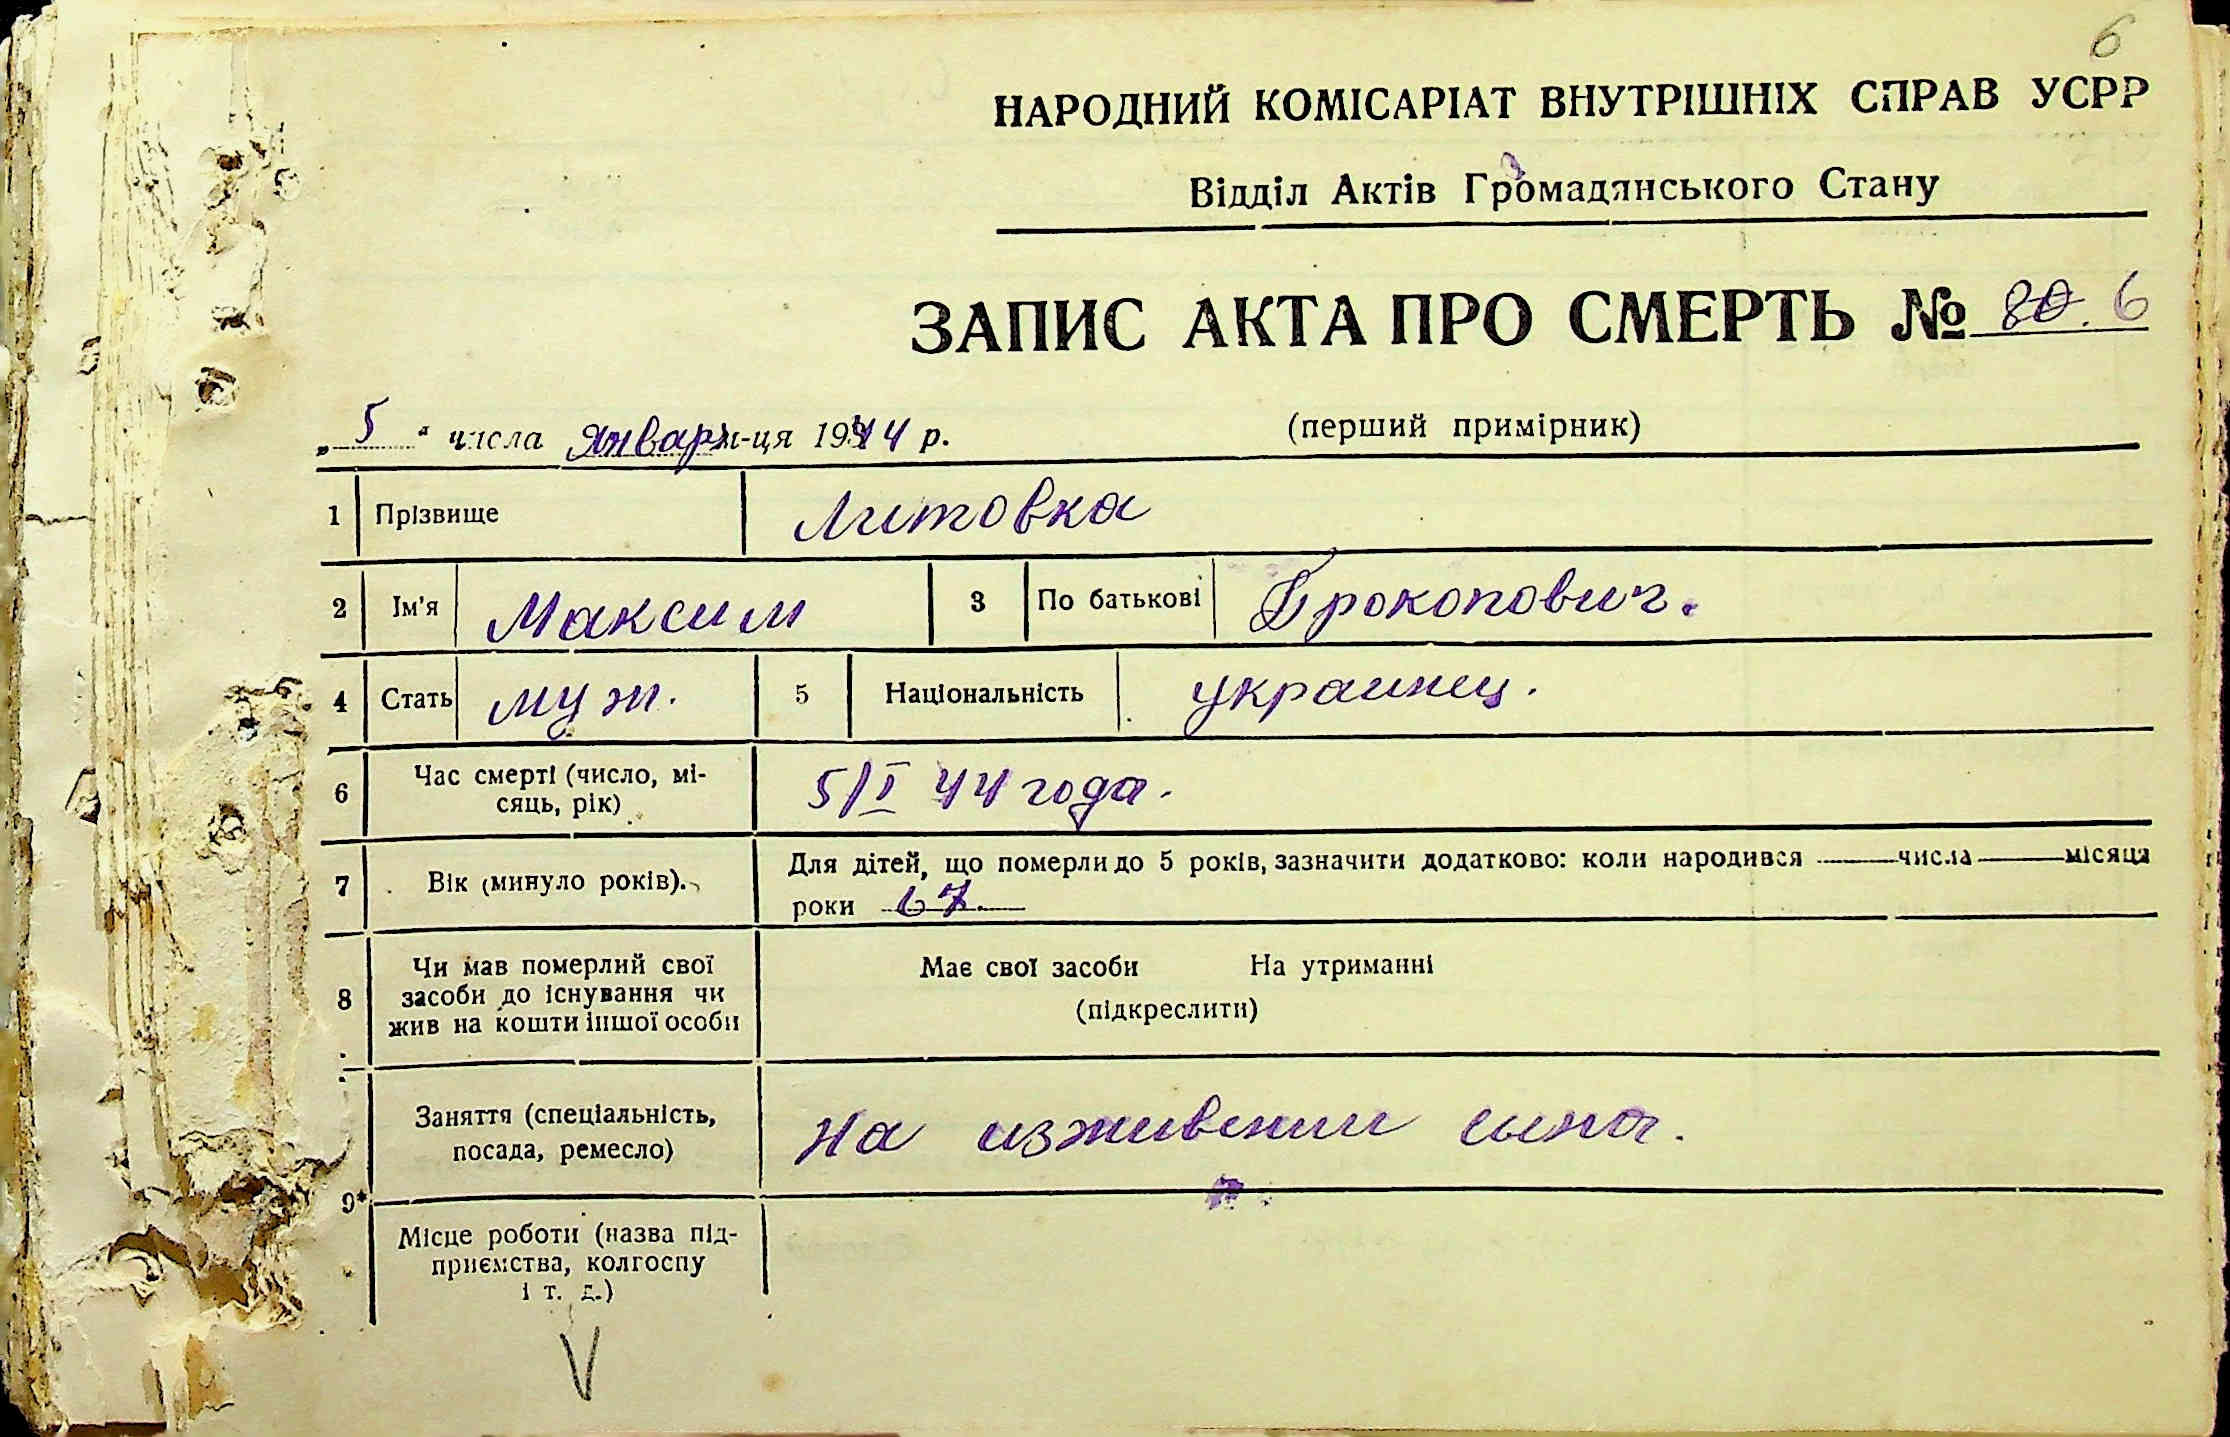 6
НАРОДНИЙ КОМІСАРІАТ ВНУТРІШНІХ СПРАВ УСРР
Відділ Актів Громадянського Стану
ЗАПИС АКТА ПРО СМЕРТЬ № 80. 6
„ 5 " числа Января м-ця 1944 р. (перший примірник)
1 Прізвище Литовка
2 Ім'я Максим 3 По батькові Прокопович.
4 Стать муж. 5 Національність украинец.
6 Час смерті (число, мі-
сяць, рік) 5/I 44 года.
7 Вік (минуло років). Для дітей, що померли до 5 років, зазначити додатково: коли народився числа місяця
роки 67.
8 Чи мав померлий свої
засоби до існування чи
жив на кошти іншої особи
Має свої засоби На утриманні
(підкреслити)
9* Заняття (спеціальність,
посада, ремесло) На изживении сына.
Місце роботи (назва під-
приємства, колгоспу
і т. д.)
V